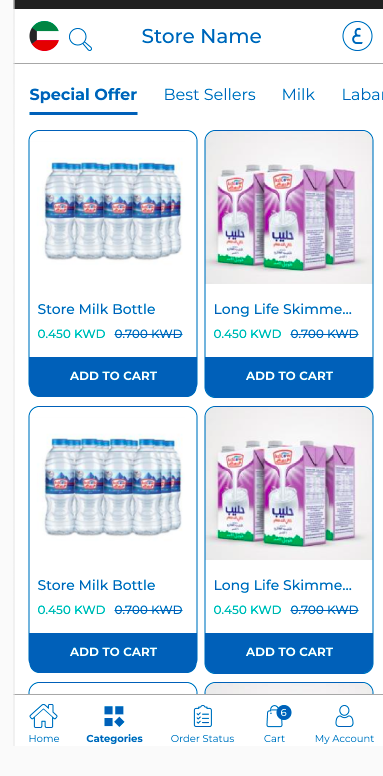 Store Name
ع
Special Offer
Best Sellers
Milk
Laban
حليب
Store Milk Bottle
Long Life Skimme...
0.450 KWD 0.700 KWD
0.450 KWD 0.700 KWD
ADD TO CART
ADD TO CART
حليب
Store Milk Bottle
Long Life Skimme...
0.450 KWD 0.700 KWD
0.450 KWD 0.700 KWD
ADD TO CART
ADD TO CART
6
Home
Categories
Order Status
Cart
My Account